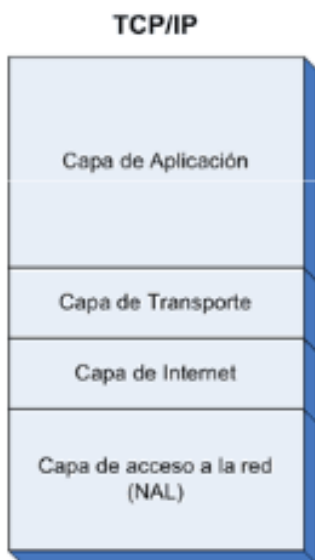 TCP/IP
Capa de Aplicación
Capa de Transporte
Capa de Internet
Capa de acceso a la red
(NAL)